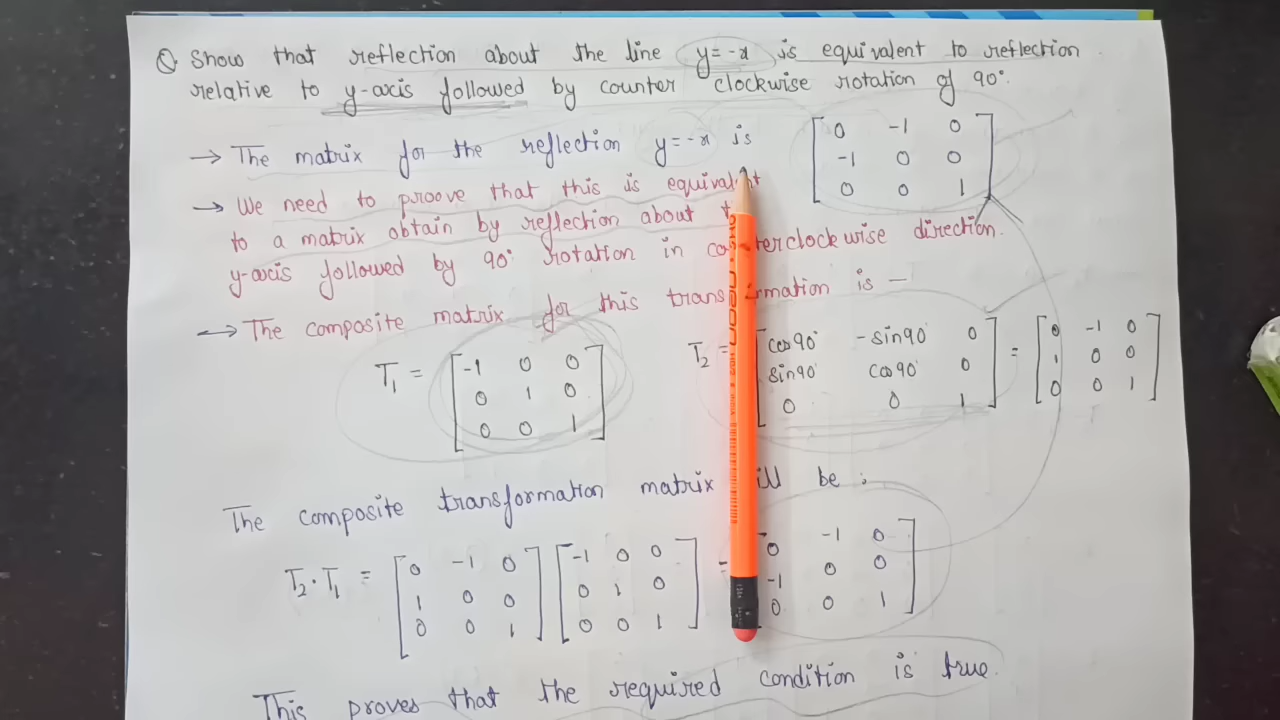 Q Show that reflection about the line y=-x is equivalent to reflection
relative to y-axis followed by counter clockwise rotation of 90°.
→ The matrix for the reflection y=-x is
[0 -1 0
-1 0 0
0 0 1]
→ We need to proove that this is equivalent
to a matrix obtain by reflection about
y-axis followed by 90° rotation in counterclockwise direction.
→ The composite matrix for this transformation is —
T₁ = [-1 0 0
0 1 0
0 0 1]
T₂ = [cos90° -sin90° 0
sin90° cos90° 0
0 0 1] = [0 -1 0
1 0 0
0 0 1]
The composite transformation matrix will be :
T₂·T₁ = [0 -1 0
1 0 0
0 0 1] [-1 0 0
0 1 0
0 0 1] = [0 -1 0
-1 0 0
0 0 1]
This proves that the required condition is true.